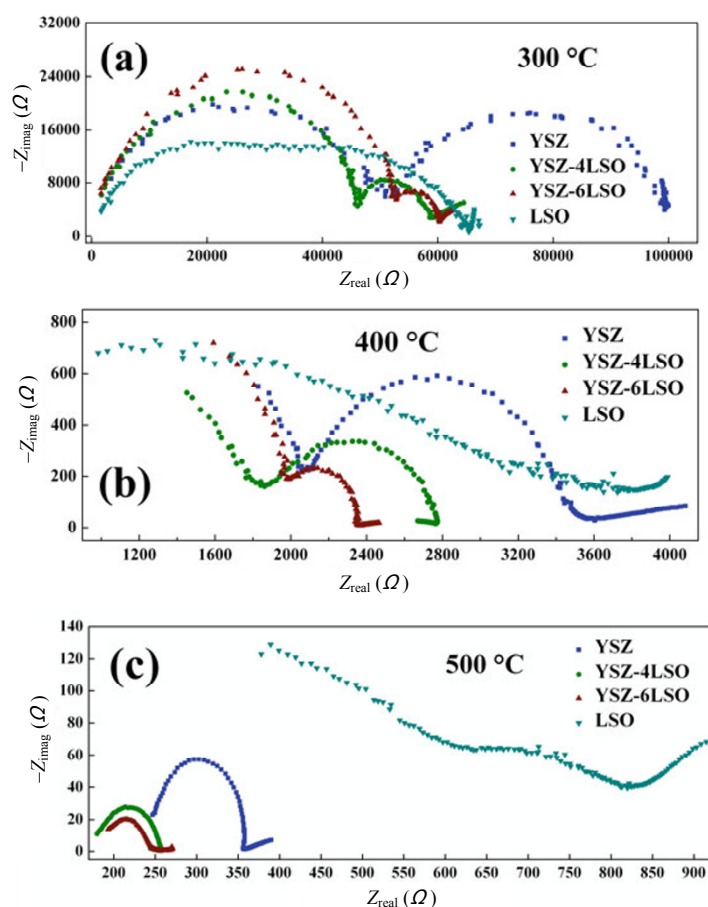 (a)
300 °C
32000
24000
16000
8000
0
−Zimag (Ω)
YSZ
YSZ-4LSO
YSZ-6LSO
LSO
0 20000 40000 60000 80000 100000
Zreal (Ω)
(b)
400 °C
800
600
400
200
0
−Zimag (Ω)
YSZ
YSZ-4LSO
YSZ-6LSO
LSO
1200 1600 2000 2400 2800 3200 3600 4000
Zreal (Ω)
(c)
500 °C
140
120
100
80
60
40
20
0
−Zimag (Ω)
YSZ
YSZ-4LSO
YSZ-6LSO
LSO
200 250 300 350 400 450 500 550 600 650 700 750 800 850 900
Zreal (Ω)